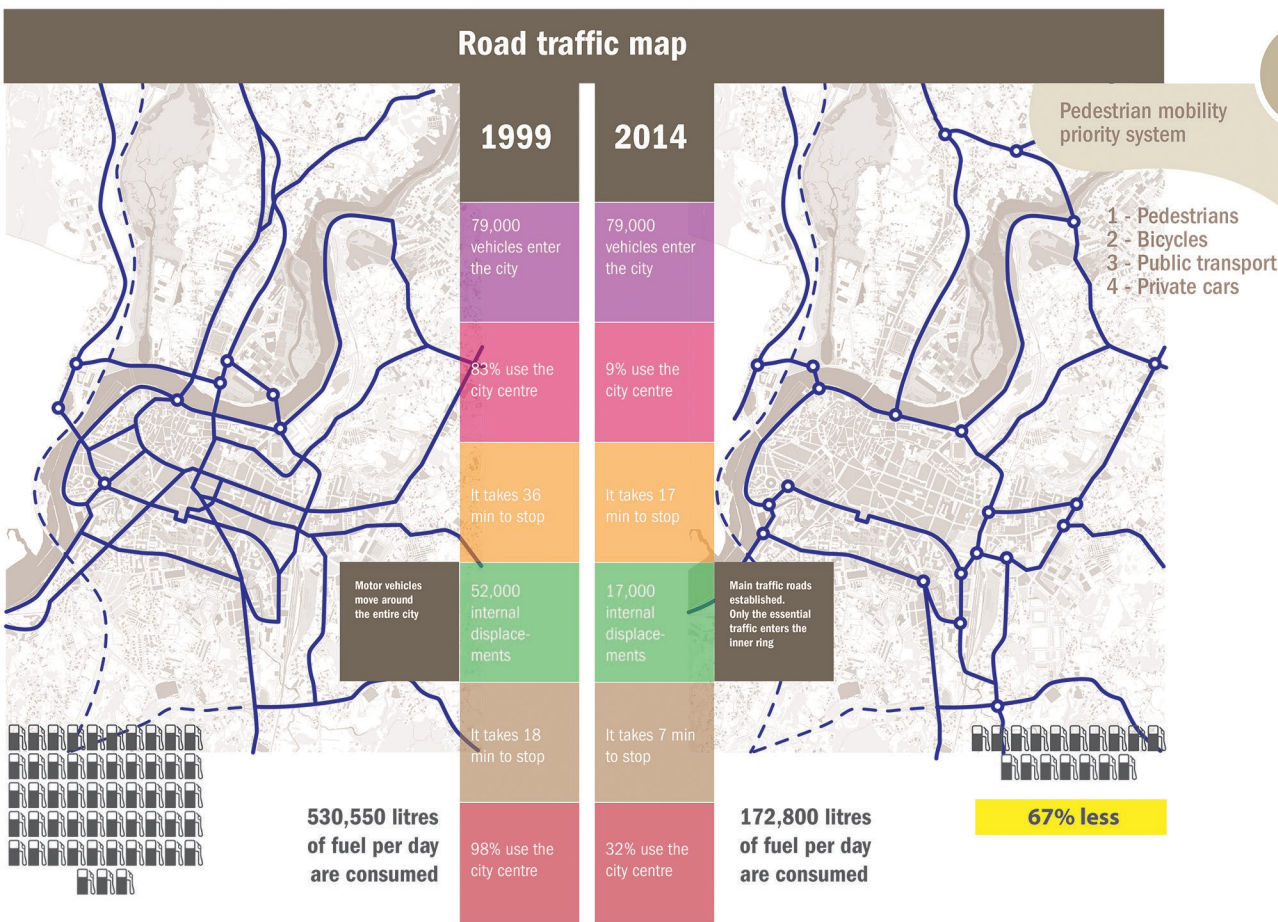 Road traffic map
1999
2014
Pedestrian mobility
priority system
1 - Pedestrians
2 - Bicycles
3 - Public transport
4 - Private cars
79,000
vehicles enter
the city
79,000
vehicles enter
the city
83% use the
city centre
9% use the
city centre
It takes 36
min to stop
It takes 17
min to stop
Motor vehicles
move around
the entire city
52,000
internal
displace-
ments
17,000
internal
displace-
ments
Main traffic roads
established.
Only the essential
traffic enters the
inner ring
It takes 18
min to stop
It takes 7 min
to stop
530,550 litres
of fuel per day
are consumed
98% use the
city centre
32% use the
city centre
172,800 litres
of fuel per day
are consumed
67% less